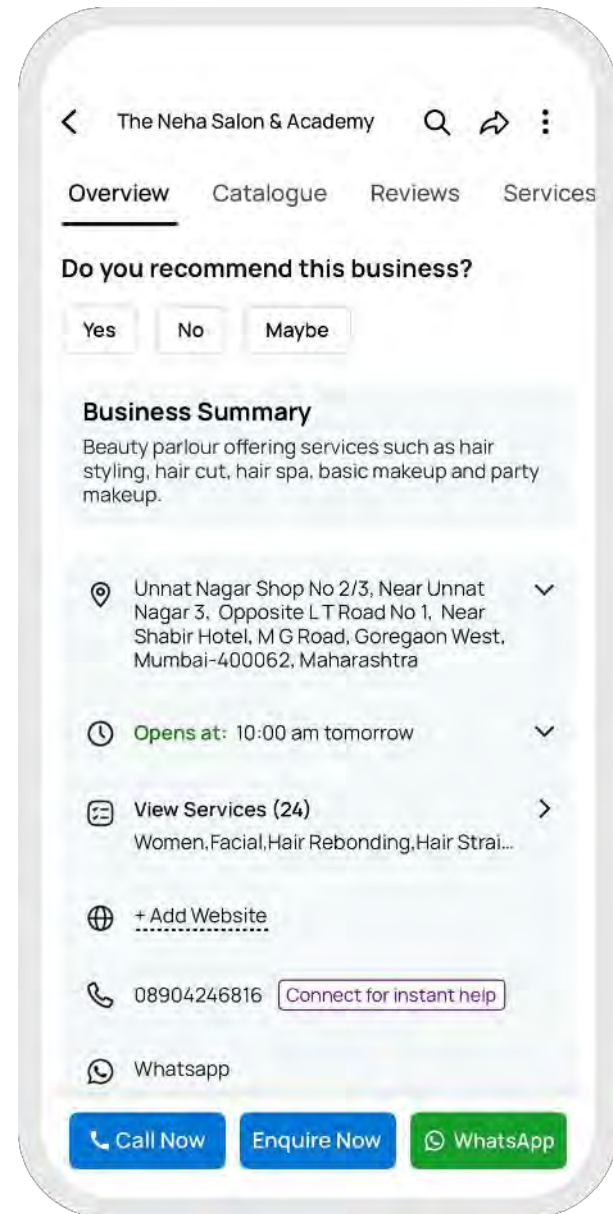 The Neha Salon & Academy
Overview Catalogue Reviews Services
Do you recommend this business?
Yes No Maybe
Business Summary
Beauty parlour offering services such as hair
styling, hair cut, hair spa, basic makeup and party
makeup.
Unnat Nagar Shop No 2/3, Near Unnat
Nagar 3, Opposite L T Road No 1, Near
Shabir Hotel, M G Road, Goregaon West,
Mumbai-400062, Maharashtra
Opens at: 10:00 am tomorrow
View Services (24)
Women,Facial,Hair Rebonding,Hair Strai...
+ Add Website
08904246816 Connect for instant help
Whatsapp
Call Now Enquire Now WhatsApp